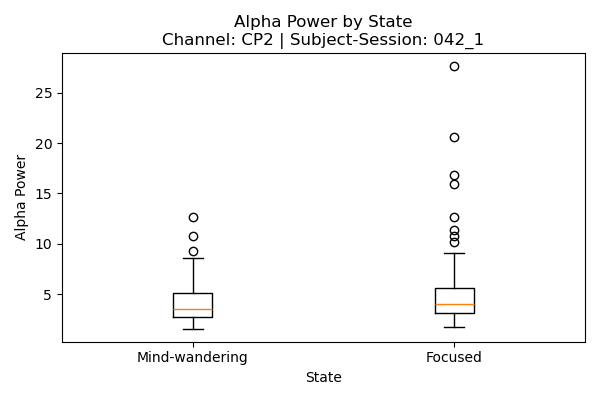 Alpha Power by State
Channel: CP2 | Subject-Session: 042_1
25
20
15
10
5
Alpha Power
Mind-wandering
Focused
State